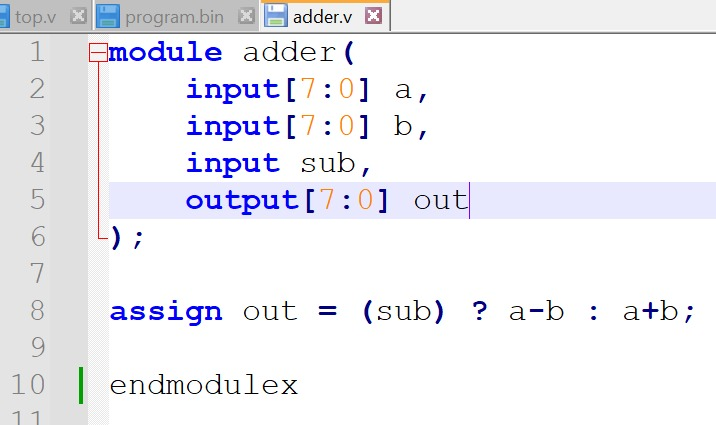 top.v program.bin adder.v
1 module adder(
2 input[7:0] a,
3 input[7:0] b,
4 input sub,
5 output[7:0] out
6 );
7
8 assign out = (sub) ? a-b : a+b;
9
10 endmodulex
11